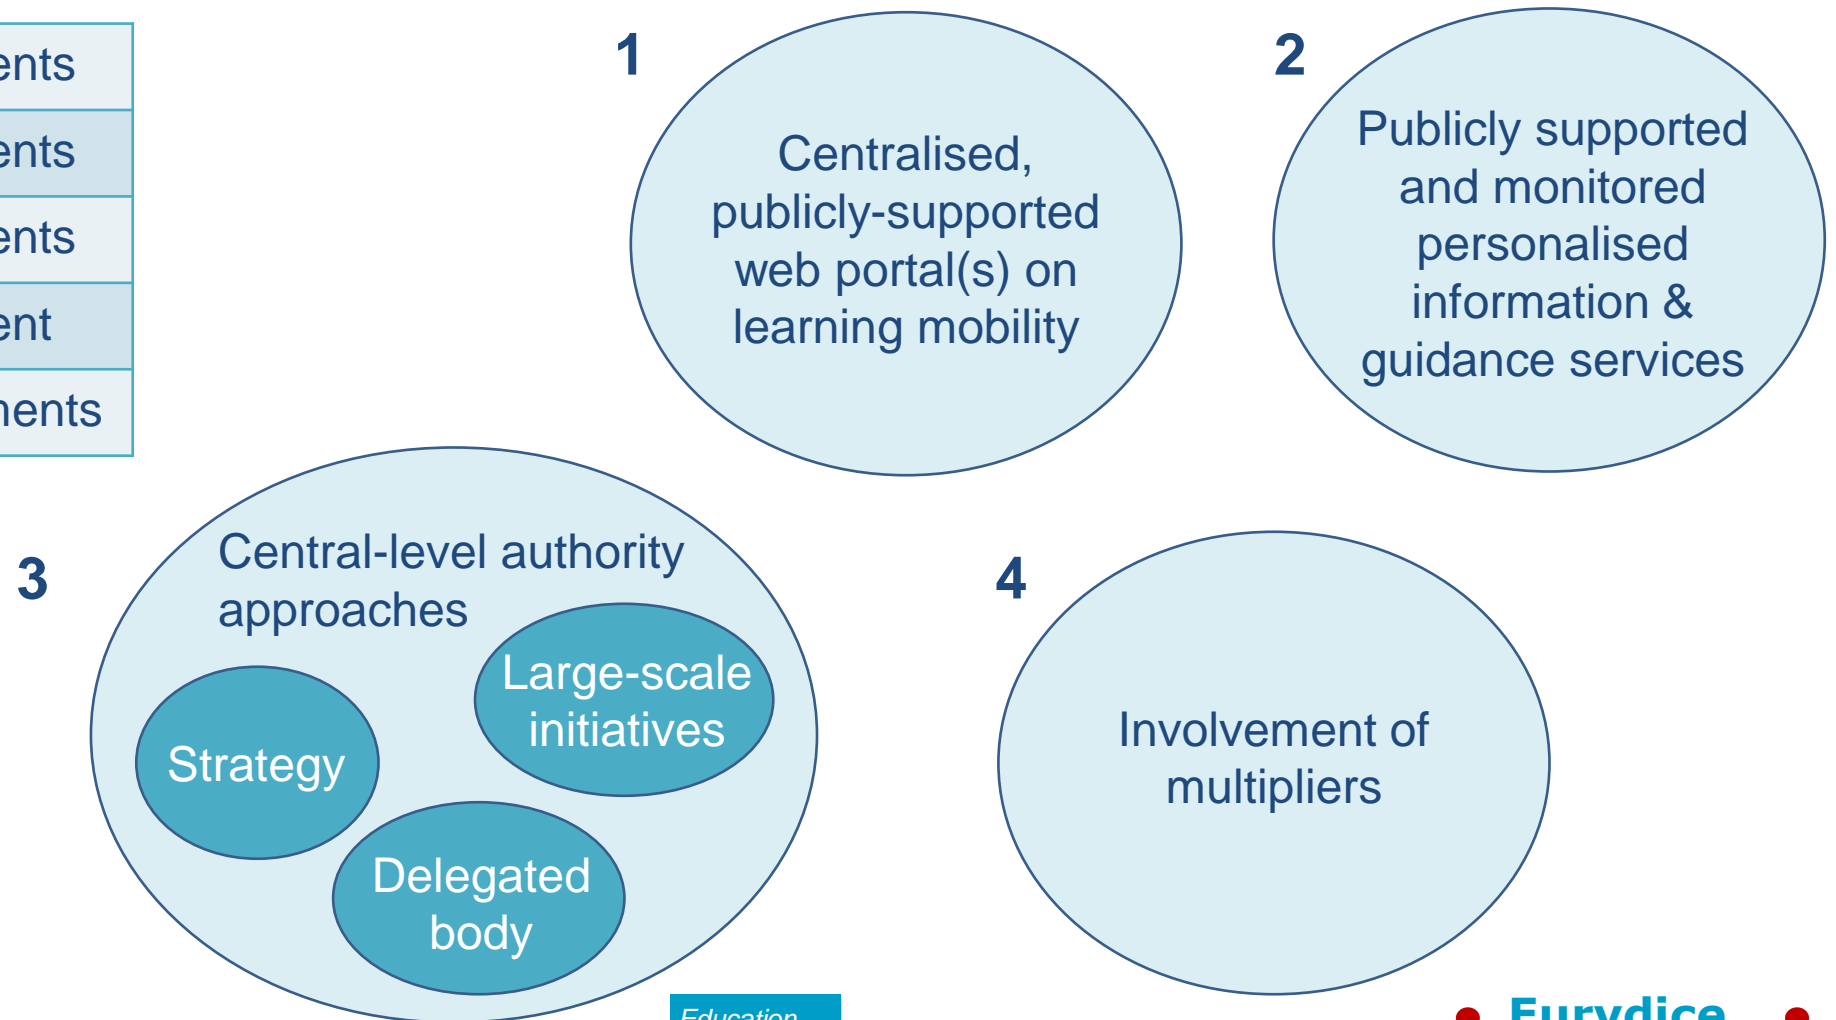 ents
ents
ents
ent
nents
1
Centralised,
publicly-supported
web portal(s) on
learning mobility
2
Publicly supported
and monitored
personalised
information &
guidance services
3
Central-level authority
approaches
Large-scale
initiatives
Strategy
Delegated
body
4
Involvement of
multipliers
Education
Eurydice